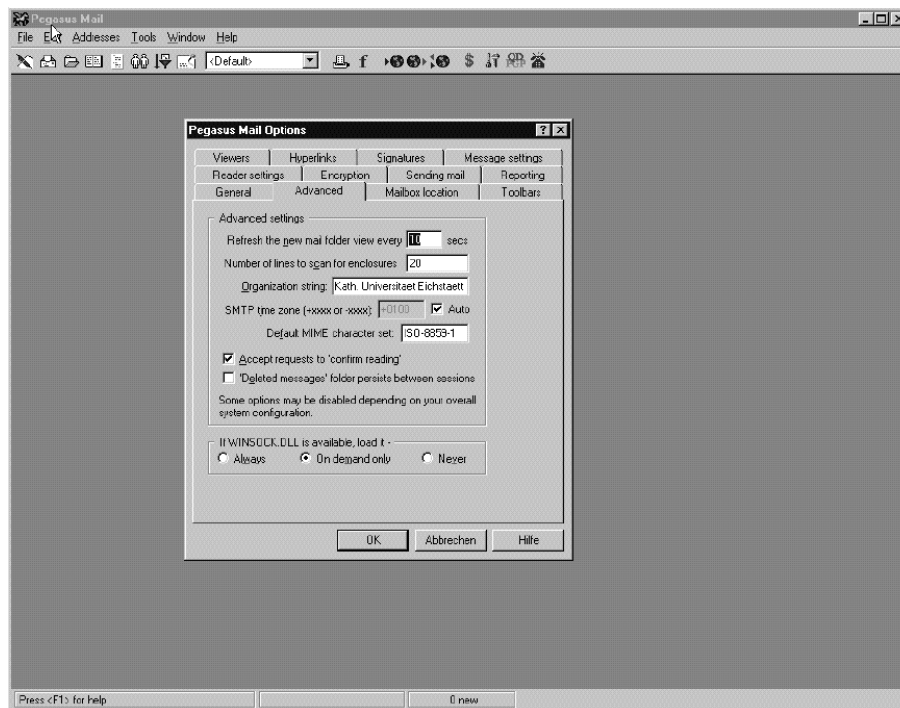 Pegasus Mail
File Edit Addresses Tools Window Help
<Default> f $
Pegasus Mail Options
Viewers Hyperlinks Signatures Message settings
Reader settings Encryption Sending mail Reporting
General Advanced Mailbox location Toolbars
Advanced settings
Refresh the new mail folder view every 10 secs
Number of lines to scan for enclosures 20
Organization string: Kath. Universitaet Eichstaett
SMTP time zone (+xxxx or -xxxx): +0100 Auto
Default MIME character set: ISO-8859-1
Accept requests to 'confirm reading'
'Deleted messages' folder persists between sessions
Some options may be disabled depending on your overall
system configuration.
If WINSOCK.DLL is available, load it -
Always On demand only Never
OK Abbrechen Hilfe
Press <F1> for help 0 new